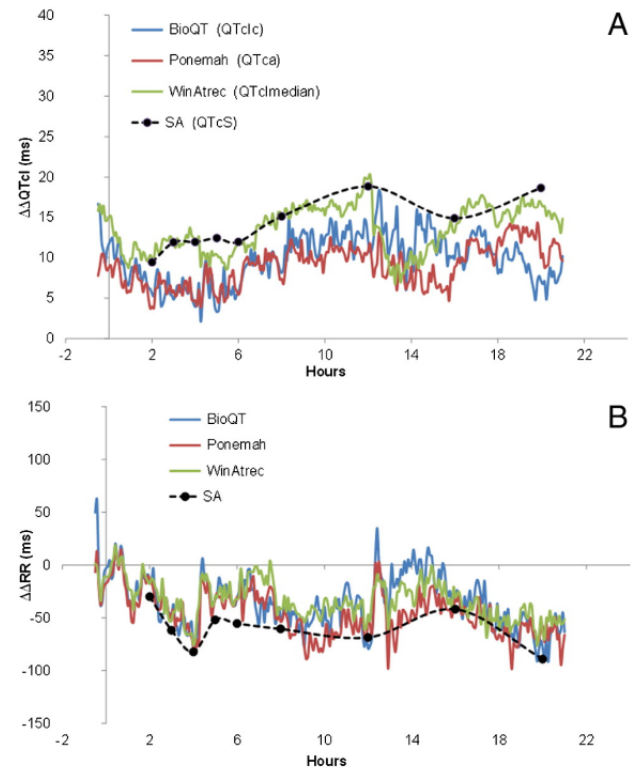 A
40
35
30
25
20
15
10
5
0
ΔΔQTcI (ms)
BioQT (QTcIc)
Ponemah (QTca)
WinAtrec (QTcImedian)
SA (QTcS)
-2 2 6 10 14 18 22
Hours
B
150
100
50
0
-50
-100
-150
ΔΔRR (ms)
BioQT
Ponemah
WinAtrec
SA
-2 2 6 10 14 18 22
Hours